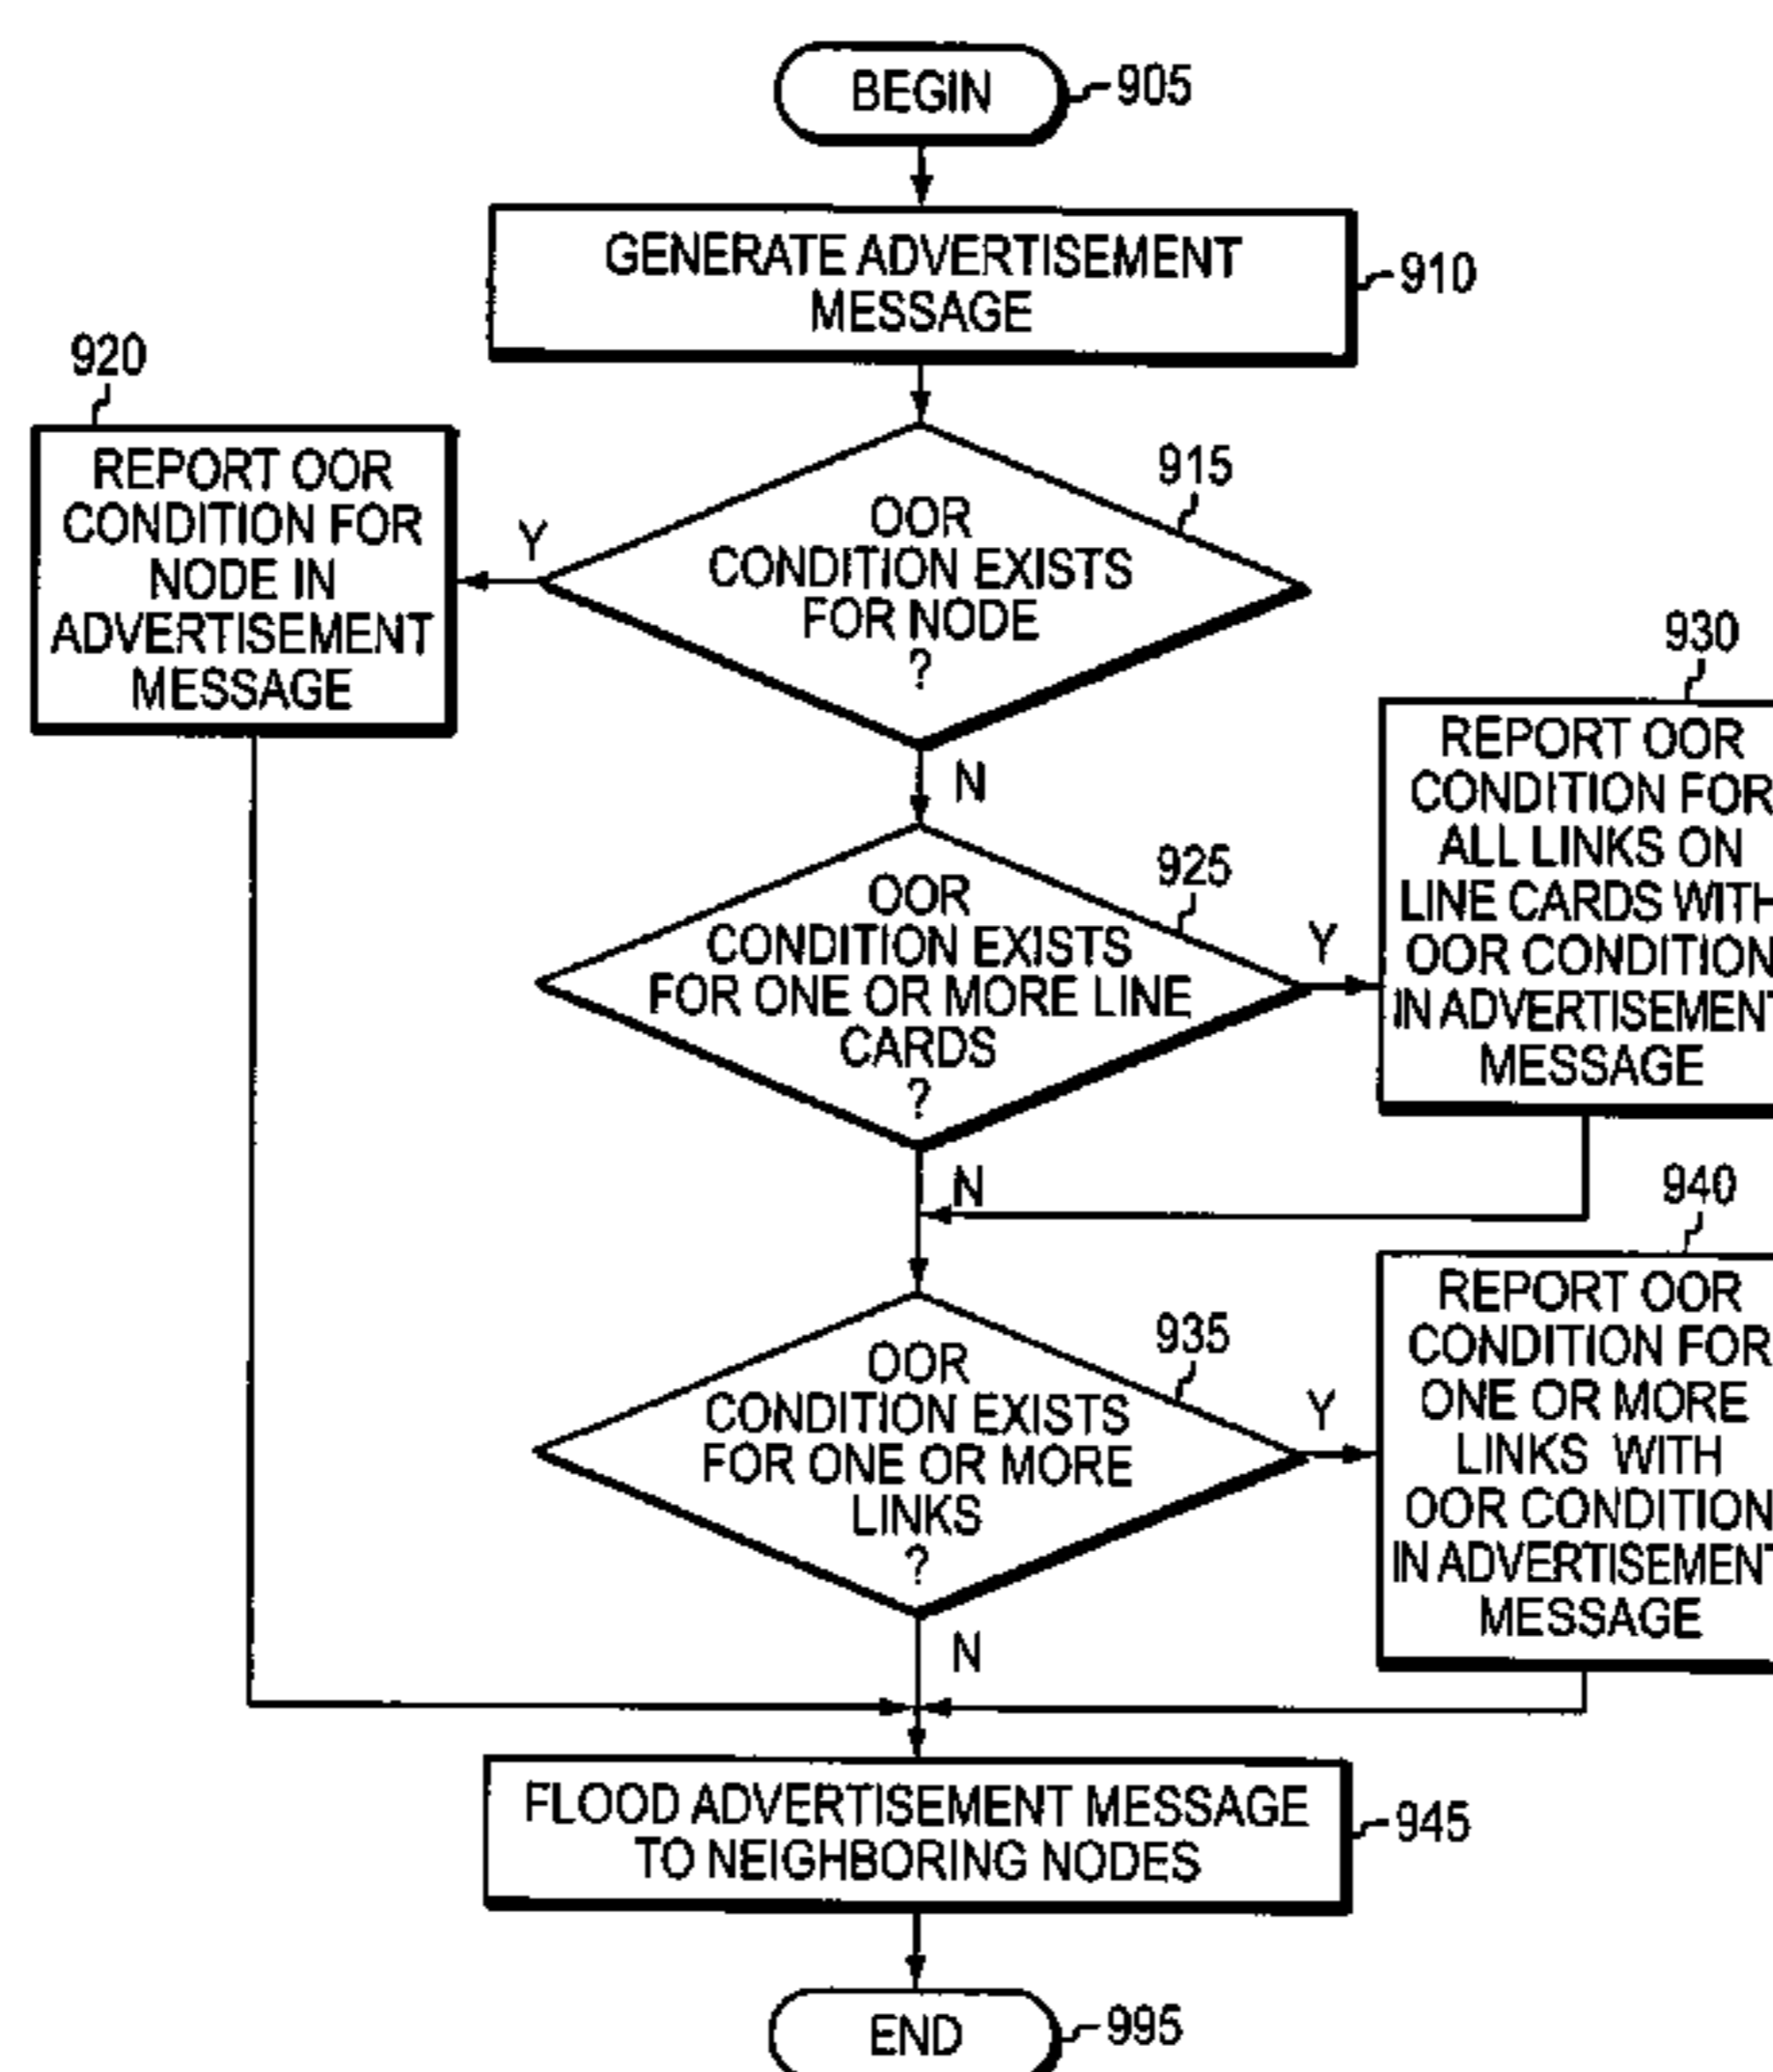 BEGIN
905
GENERATE ADVERTISEMENT
MESSAGE
910
920
REPORT OOR
CONDITION FOR
NODE IN
ADVERTISEMENT
MESSAGE
Y
915
OOR
CONDITION EXISTS
FOR NODE
?
N
930
REPORT OOR
CONDITION FOR
ALL LINKS ON
LINE CARDS WITH
OOR CONDITION
IN ADVERTISEMENT
MESSAGE
925
OOR
CONDITION EXISTS
FOR ONE OR MORE LINE
CARDS
?
Y
N
940
REPORT OOR
CONDITION FOR
ONE OR MORE
LINKS WITH
OOR CONDITION
IN ADVERTISEMENT
MESSAGE
935
OOR
CONDITION EXISTS
FOR ONE OR MORE
LINKS
?
Y
N
FLOOD ADVERTISEMENT MESSAGE
TO NEIGHBORING NODES
945
END
995